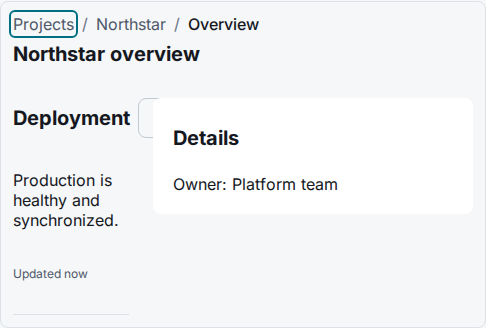 Projects / Northstar / Overview
Northstar overview
Deployment
Details
Production is
healthy and
synchronized.
Owner: Platform team
Updated now